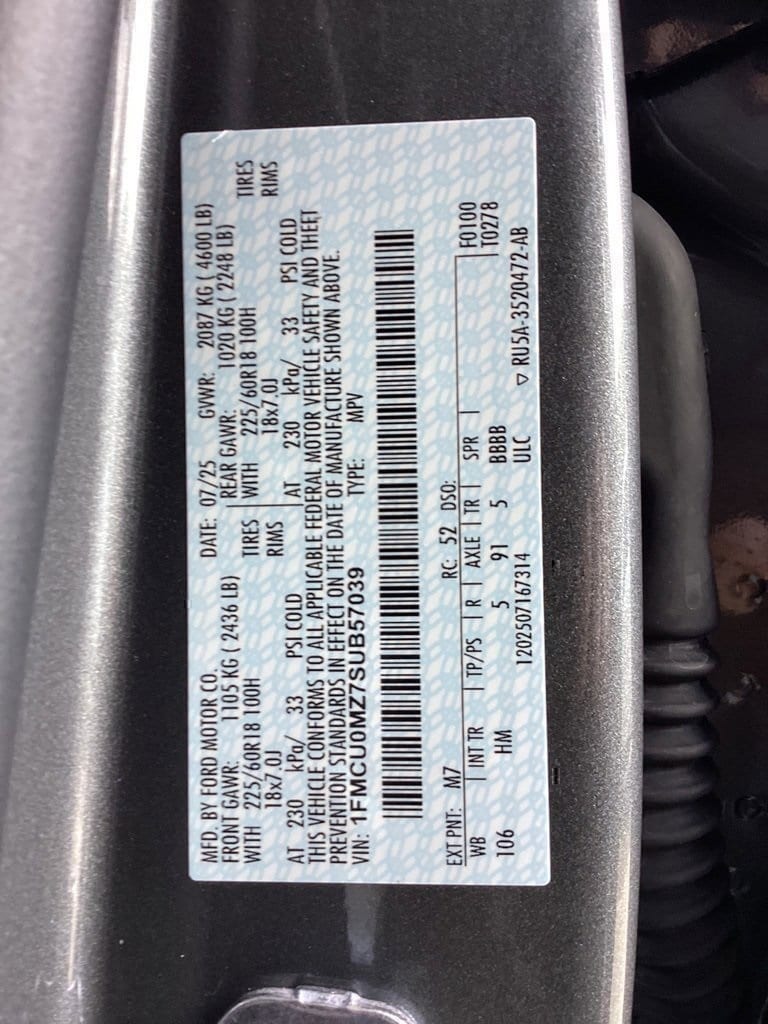 MFD. BY FORD MOTOR CO. DATE: 07/25 GVWR: 2087 KG ( 4600 LB)
FRONT GAWR: 1105 KG ( 2436 LB) REAR GAWR: 1020 KG ( 2248 LB)
WITH 225/60R18 100H TIRES WITH 225/60R18 100H TIRES
18x7.0J RIMS 18x7.0J RIMS
AT 230 kPa/ 33 PSI COLD AT 230 kPa/ 33 PSI COLD
THIS VEHICLE CONFORMS TO ALL APPLICABLE FEDERAL MOTOR VEHICLE SAFETY AND THEFT
PREVENTION STANDARDS IN EFFECT ON THE DATE OF MANUFACTURE SHOWN ABOVE.
VIN: 1FMCU0MZ7SUB57039 TYPE: MPV
EXT PNT: M7 RC: 52 DSO: F0100
WB INT TR TP/PS R AXLE TR SPR T0278
106 HM 5 91 5 BBBB
1202507167314 ULC ▽ RU5A-3520472-AB